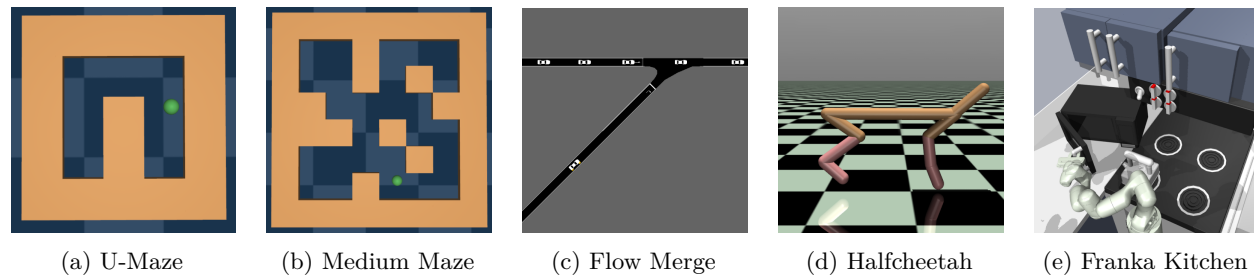 (a) U-Maze
(b) Medium Maze
(c) Flow Merge
(d) Halfcheetah
(e) Franka Kitchen